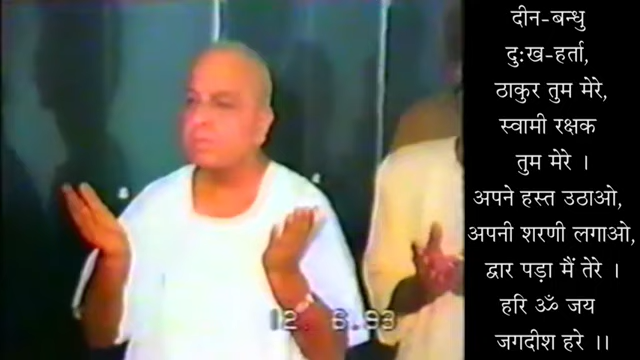 दीन-बन्धु
दुःख-हर्ता,
ठाकुर तुम मेरे,
स्वामी रक्षक
तुम मेरे ।
अपने हस्त उठाओ,
अपनी शरणी लगाओ,
द्वार पड़ा मैं तेरे ।
हरि ॐ जय
जगदीश हरे ।।
12. 6.93